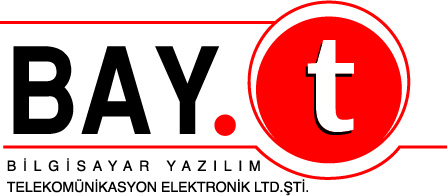 BAY.t
BİLGİSAYAR YAZILIM
TELEKOMÜNİKASYON ELEKTRONİK LTD.ŞTİ.